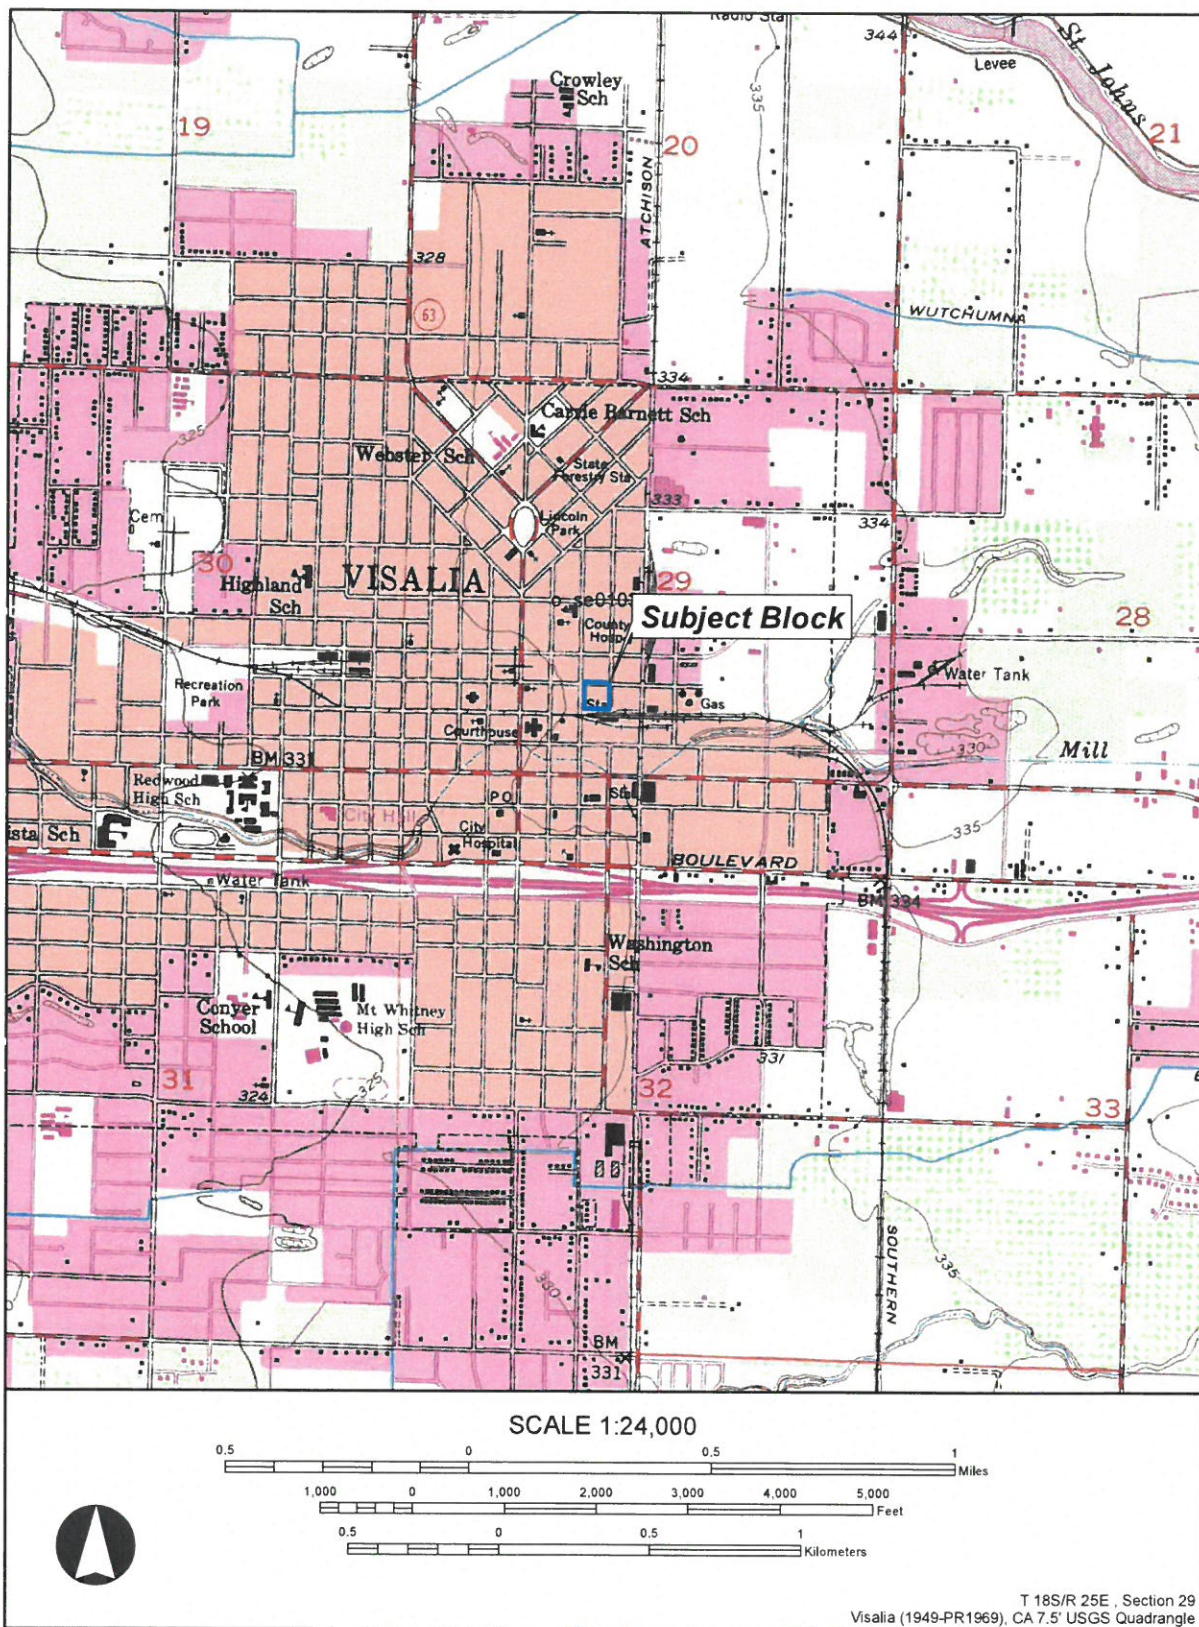 Radio Sta
344
St Johns
Levee
Crowley
Sch
335
19
20
21
ATCHISON
328
63
WUTCHUMNA
334
325
Carrie Barnett Sch
Webster Sch
State
Forestry Sta
333
334
Cem
Lincoln
Park
30
29
Highland
Sch
VISALIA
28
County
Hosp
Subject Block
Water Tank
Recreation
Park
Sta
Gas
Courthouse
330
Mill
BM 331
Redwood
High Sch
PO
Sta
City Hall
335
ista Sch
City
Hospital
BOULEVARD
Water Tank
BM 334
Washington
Sch
Conyer
School
Mt Whitney
High Sch
331
31
324
325
32
33
SOUTHERN
335
330
BM
331
SCALE 1:24,000
0.5 0 0.5 1
Miles
1,000 0 1,000 2,000 3,000 4,000 5,000
Feet
0.5 0 0.5 1
Kilometers
T 18S/R 25E , Section 29
Visalia (1949-PR1969), CA 7.5' USGS Quadrangle